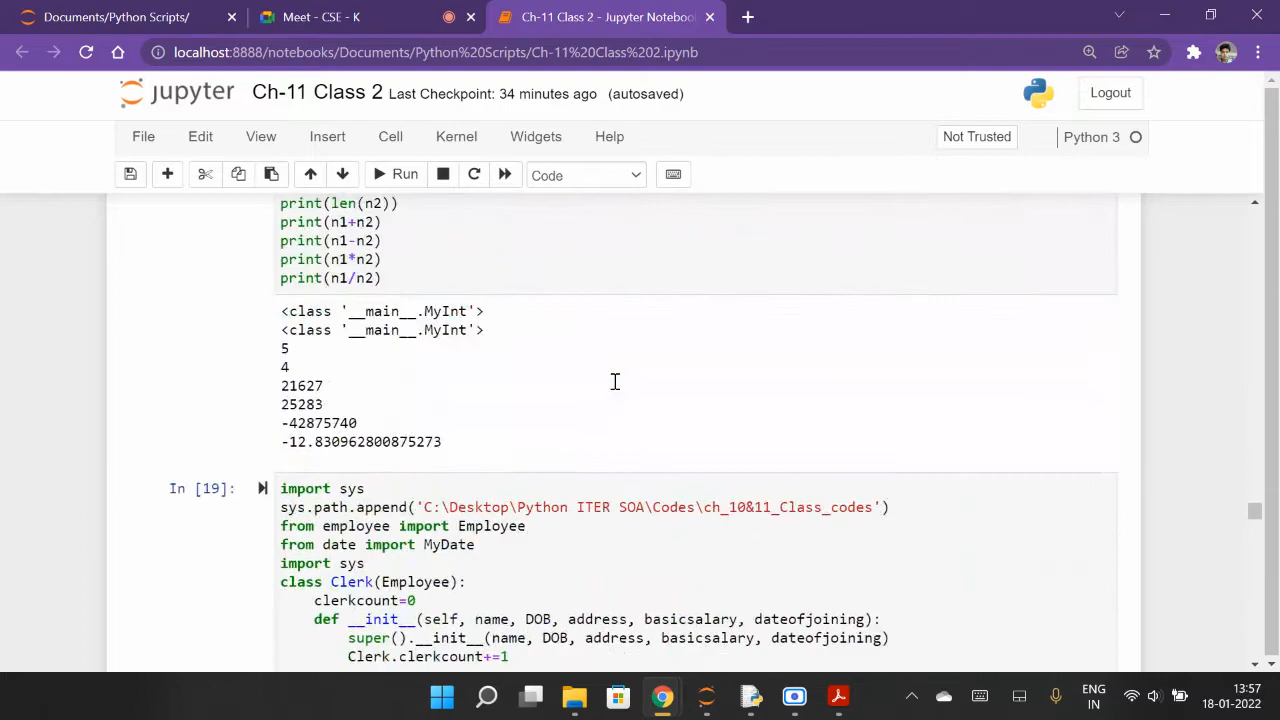 Documents/Python Scripts/
Meet - CSE - K
Ch-11 Class 2 - Jupyter Noteboo
localhost:8888/notebooks/Documents/Python%20Scripts/Ch-11%20Class%202.ipynb
jupyter
Ch-11 Class 2 Last Checkpoint: 34 minutes ago (autosaved)
Logout
File
Edit
View
Insert
Cell
Kernel
Widgets
Help
Not Trusted
Python 3
Run
Code
print(len(n2))
print(n1+n2)
print(n1-n2)
print(n1*n2)
print(n1/n2)
<class '__main__.MyInt'>
<class '__main__.MyInt'>
5
4
21627
25283
-42875740
-12.830962800875273
In [19]:
import sys
sys.path.append('C:\Desktop\Python ITER SOA\Codes\ch_10&11_Class_codes')
from employee import Employee
from date import MyDate
import sys
class Clerk(Employee):
    clerkcount=0
    def __init__(self, name, DOB, address, basicsalary, dateofjoining):
        super().__init__(name, DOB, address, basicsalary, dateofjoining)
        Clerk.clerkcount+=1
ENG
IN
13:57
18-01-2022